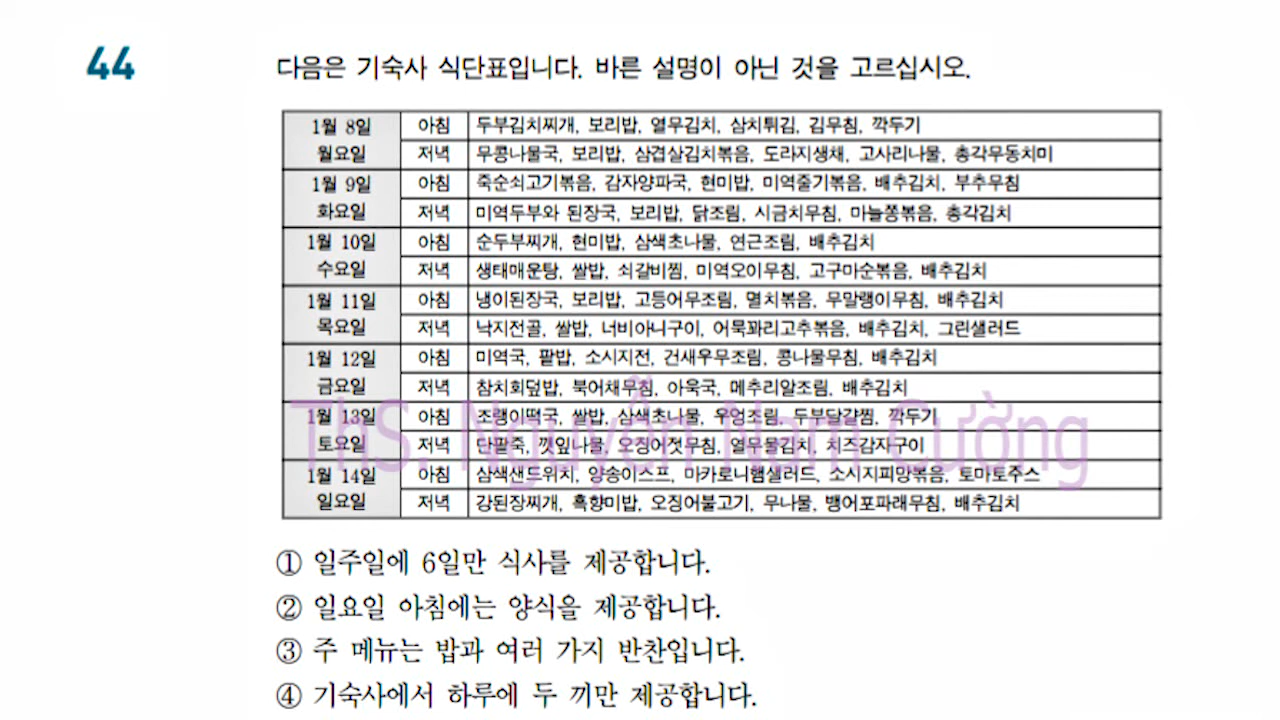 44
다음은 기숙사 식단표입니다. 바른 설명이 아닌 것을 고르십시오.
1월 8일 월요일 아침 두부김치찌개, 보리밥, 열무김치, 삼치튀김, 김무침, 깍두기
저녁 무콩나물국, 보리밥, 삼겹살김치볶음, 도라지생채, 고사리나물, 총각무동치미
1월 9일 화요일 아침 죽순쇠고기볶음, 감자양파국, 현미밥, 미역줄기볶음, 배추김치, 부추무침
저녁 미역두부와 된장국, 보리밥, 닭조림, 시금치무침, 마늘쫑볶음, 총각김치
1월 10일 수요일 아침 순두부찌개, 현미밥, 삼색초나물, 연근조림, 배추김치
저녁 생태매운탕, 쌀밥, 쇠갈비찜, 미역오이무침, 고구마순볶음, 배추김치
1월 11일 목요일 아침 냉이된장국, 보리밥, 고등어무조림, 멸치볶음, 무말랭이무침, 배추김치
저녁 낙지전골, 쌀밥, 너비아니구이, 어묵꽈리고추볶음, 배추김치, 그린샐러드
1월 12일 금요일 아침 미역국, 팥밥, 소시지전, 건새우무조림, 콩나물무침, 배추김치
저녁 참치회덮밥, 북어채무침, 아욱국, 메추리알조림, 배추김치
1월 13일 토요일 아침 조랭이떡국, 쌀밥, 삼색초나물, 우엉조림, 두부달걀찜, 깍두기
저녁 단팥죽, 깻잎나물, 오징어젓무침, 열무물김치, 치즈감자구이
ThS. Nguyễn Nam Cường
1월 14일 일요일 아침 삼색샌드위치, 양송이스프, 마카로니햄샐러드, 소시지피망볶음, 토마토주스
저녁 강된장찌개, 흑향미밥, 오징어불고기, 무나물, 뱅어포파래무침, 배추김치
① 일주일에 6일만 식사를 제공합니다.
② 일요일 아침에는 양식을 제공합니다.
③ 주 메뉴는 밥과 여러 가지 반찬입니다.
④ 기숙사에서 하루에 두 끼만 제공합니다.